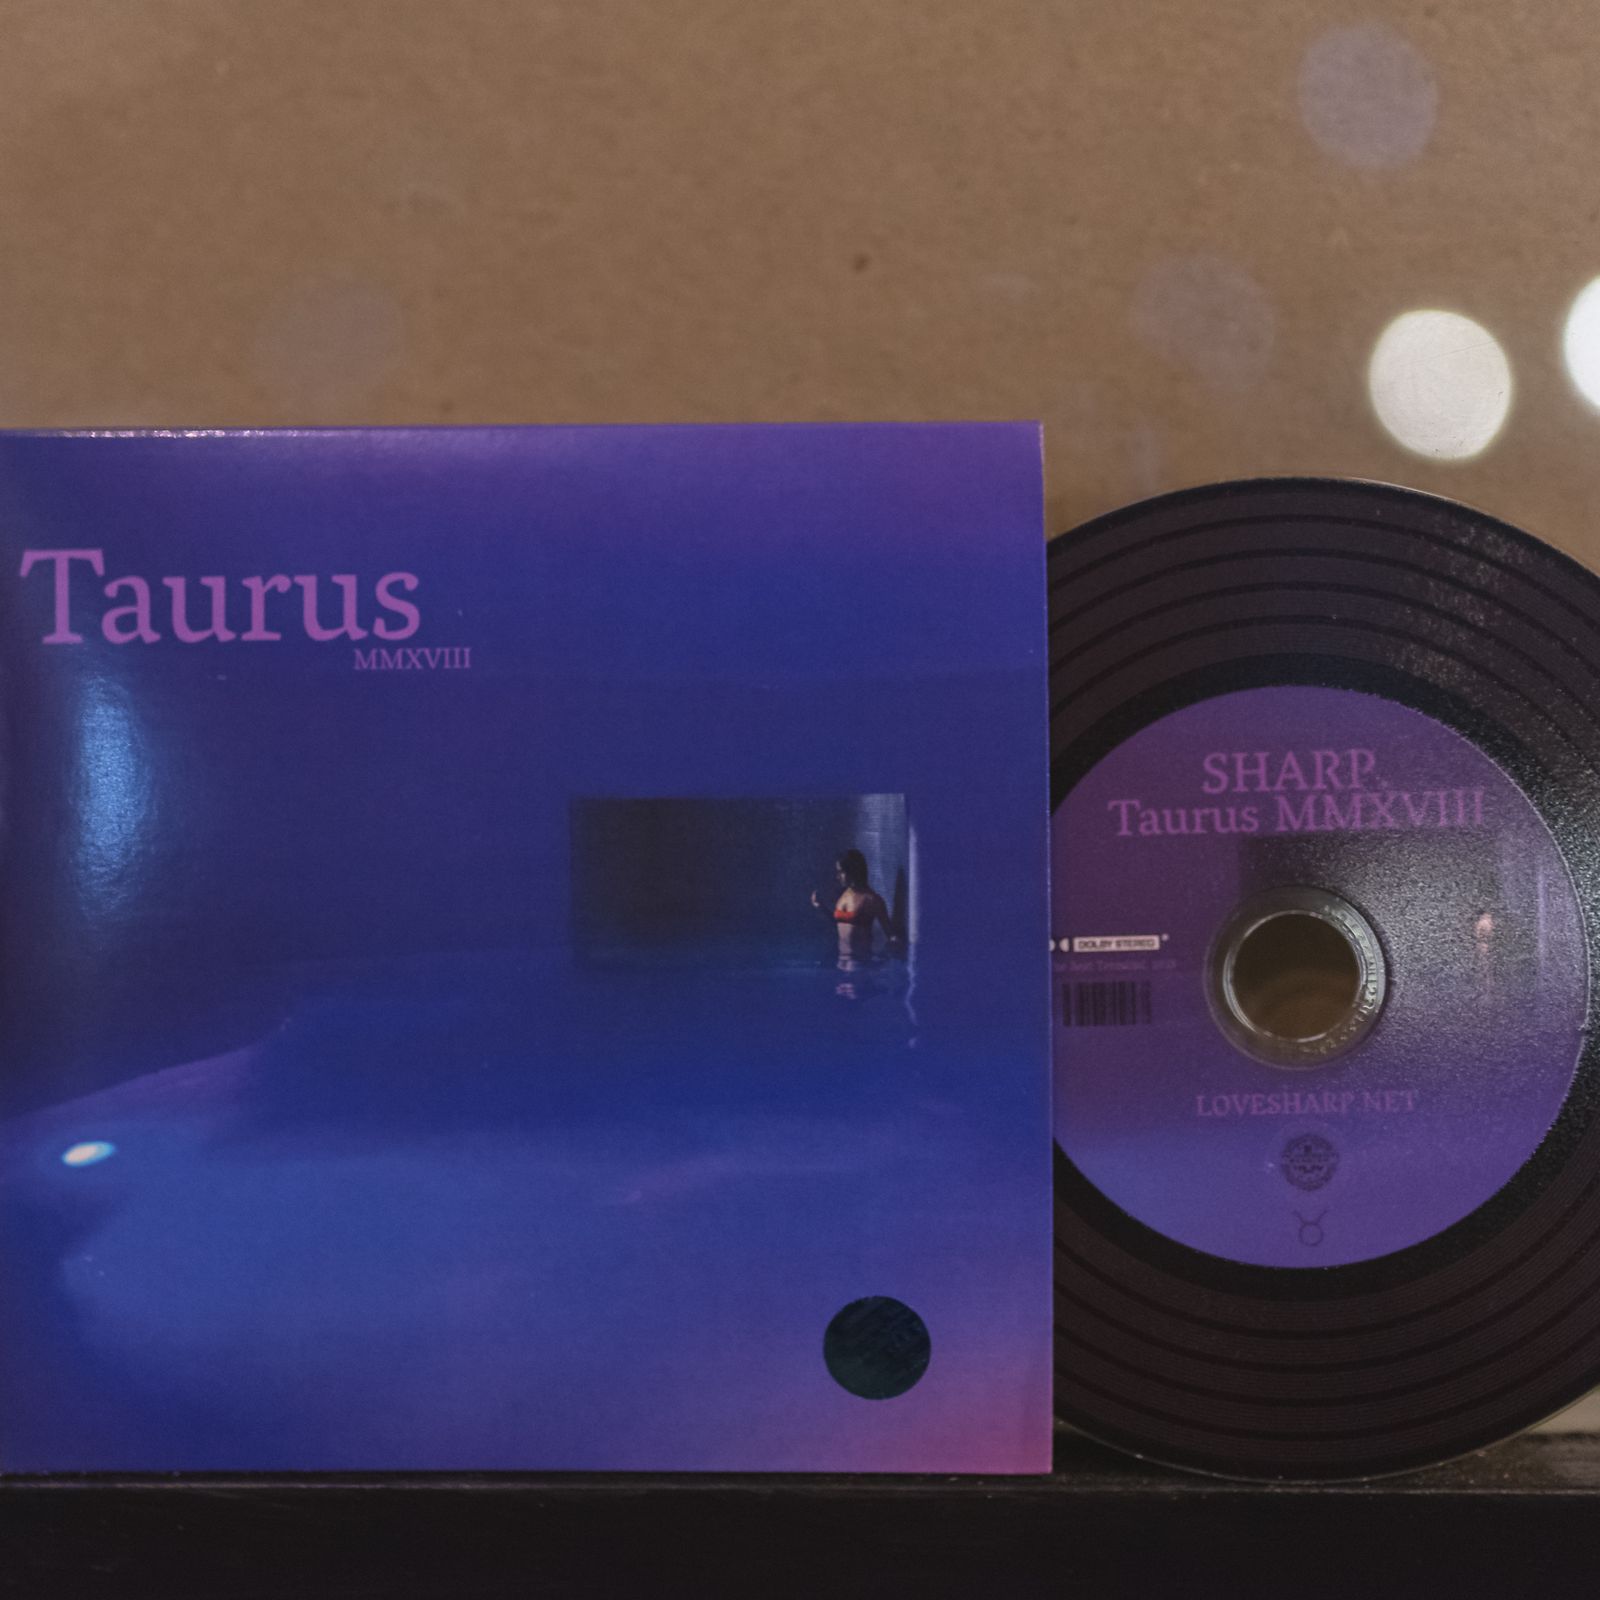 Taurus
MMXVIII
SHARP.
Taurus MMXVIII
DOLBY STEREO
LOVESHARP.NET